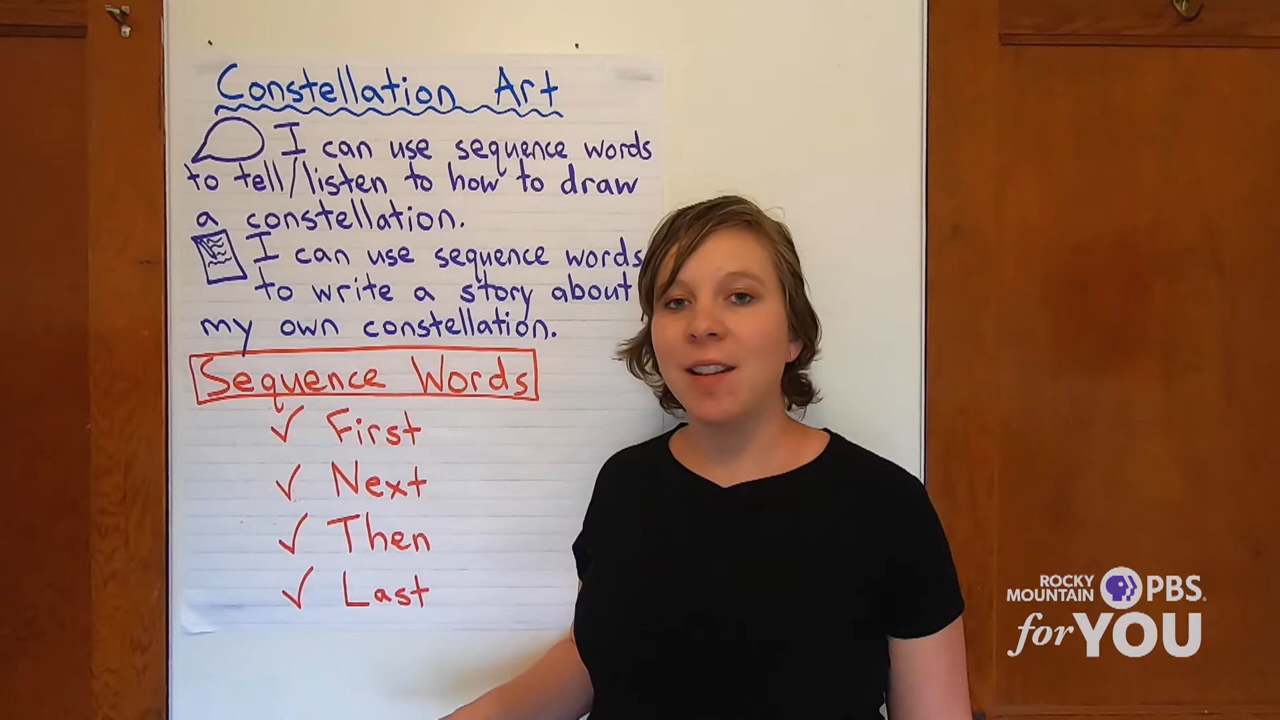 Constellation Art
I can use sequence words
to tell/listen to how to draw
a constellation.
I can use sequence words
to write a story about
my own constellation.
Sequence Words
✓ First
✓ Next
✓ Then
✓ Last
ROCKY
MOUNTAIN PBS.
for YOU